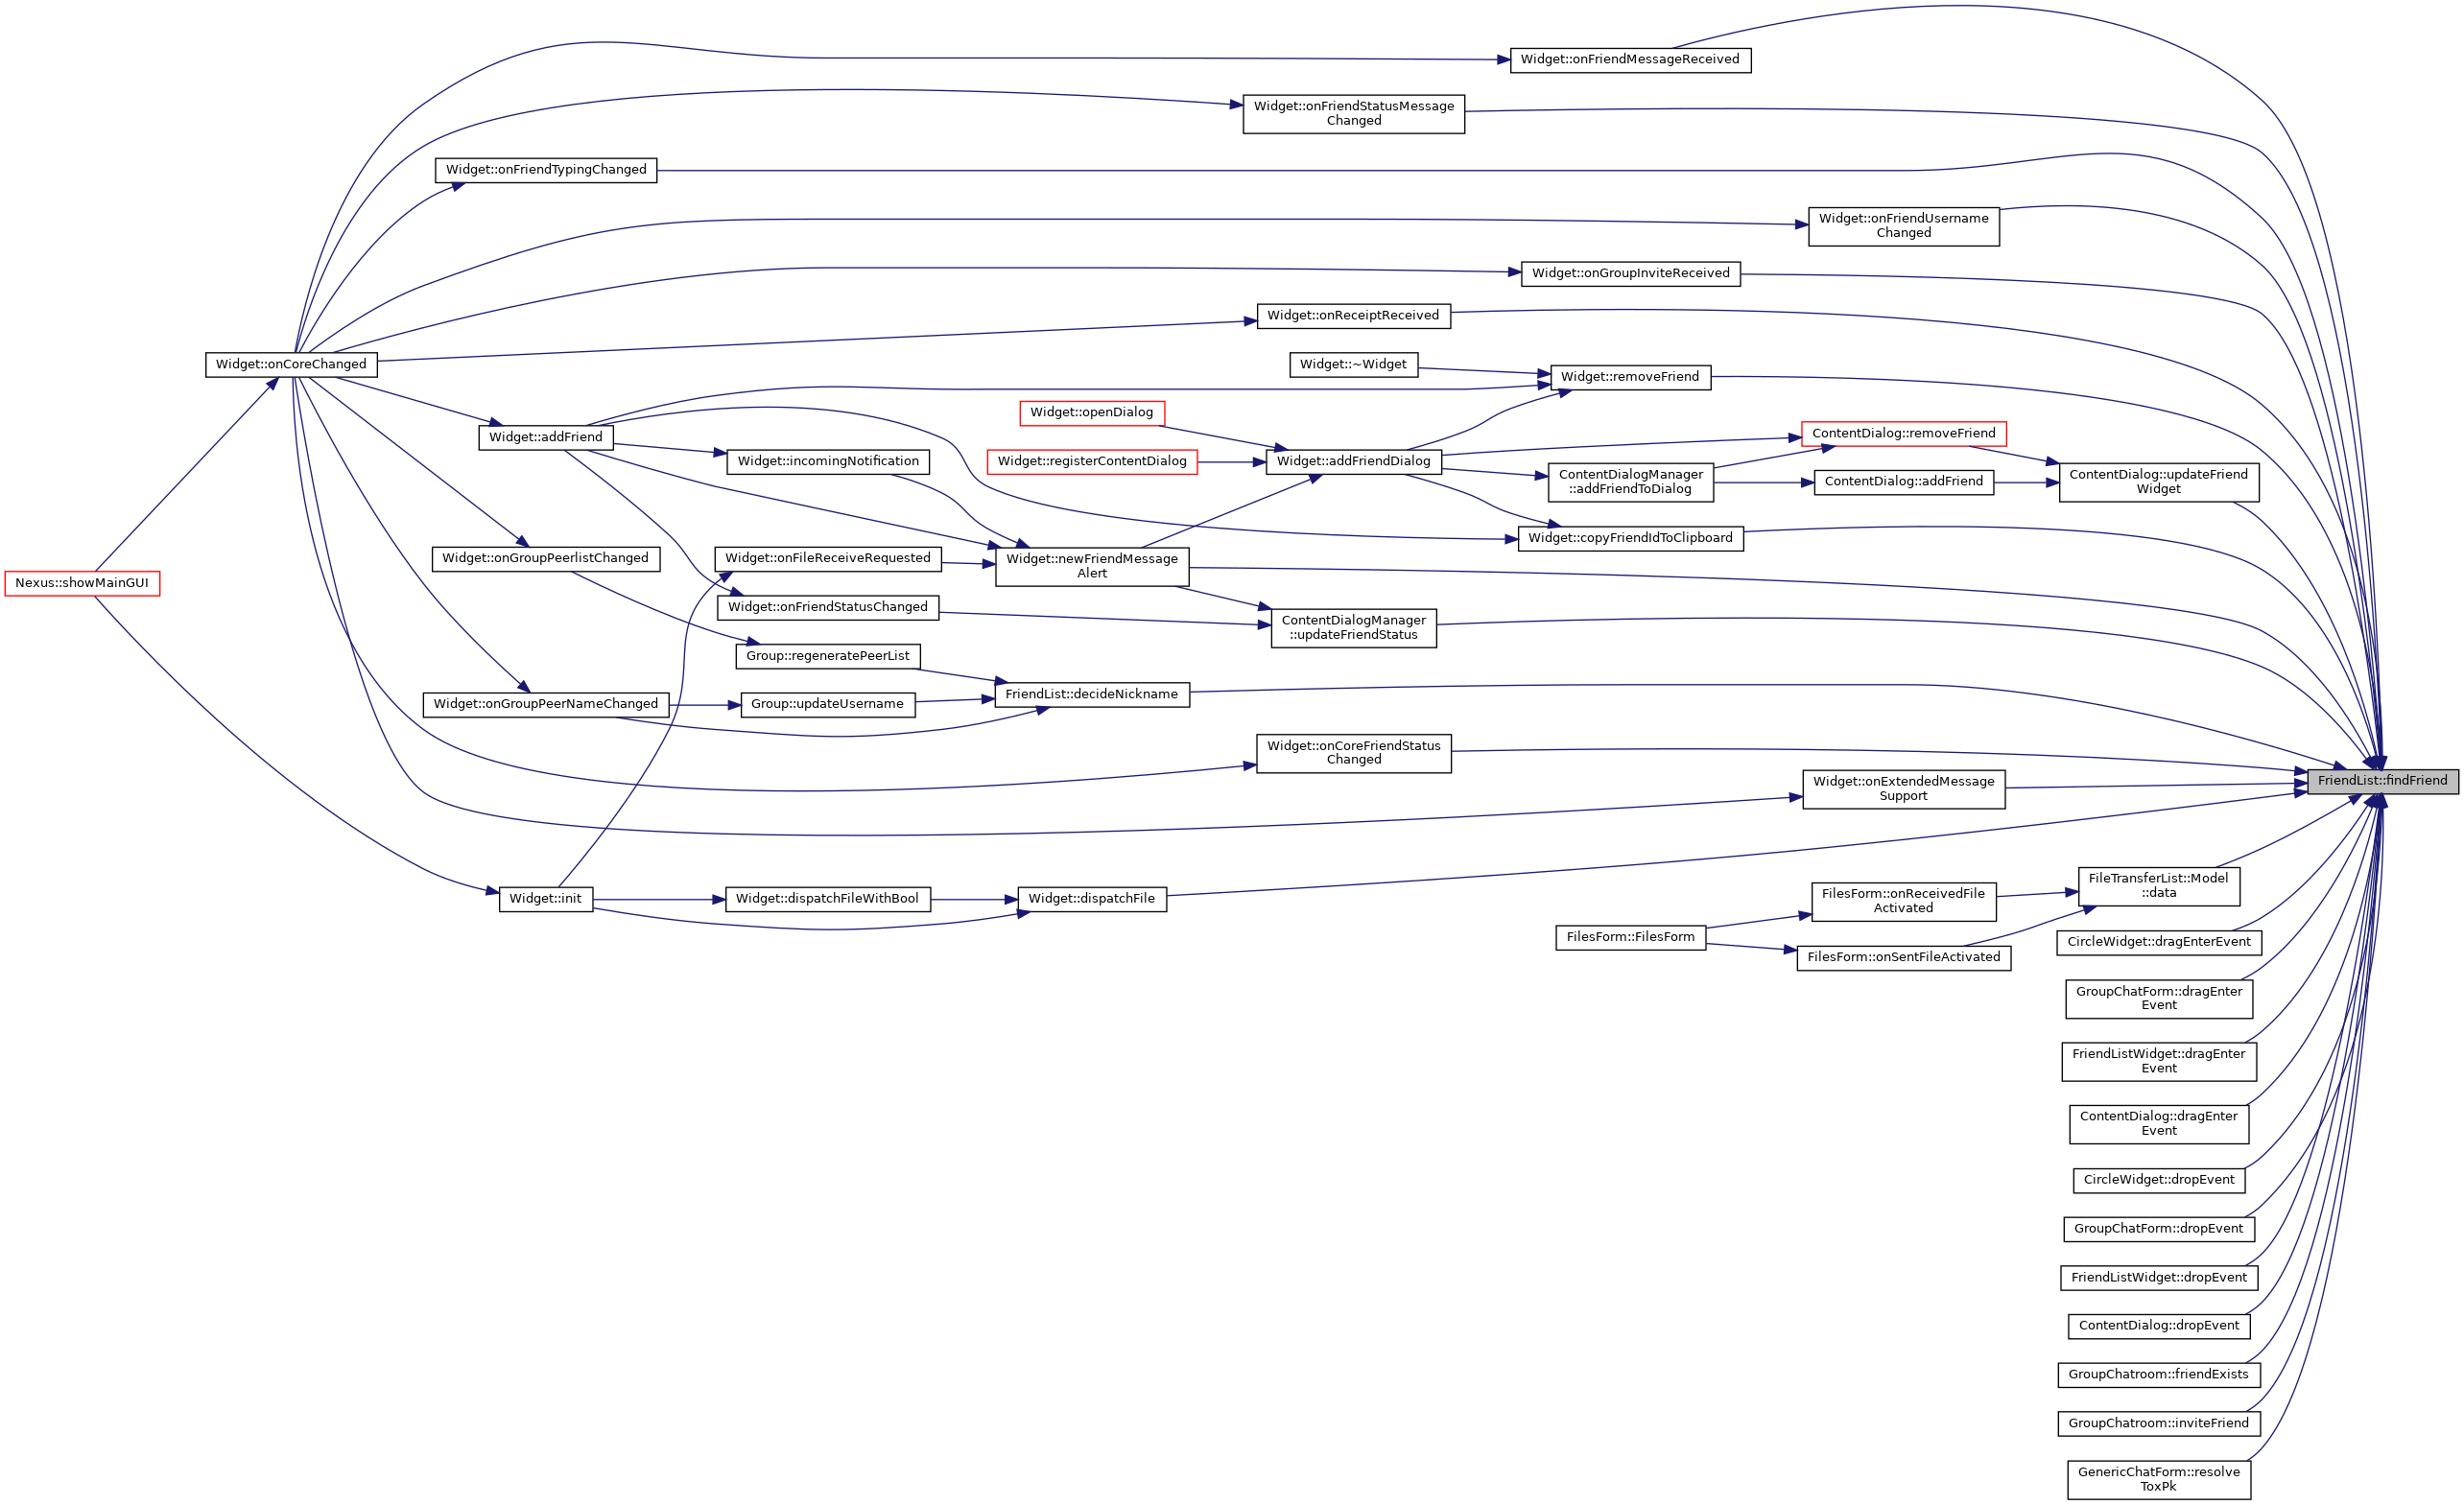 Widget::onFriendMessageReceived
Widget::onFriendStatusMessage
Changed
Widget::onFriendTypingChanged
Widget::onFriendUsername
Changed
Widget::onGroupInviteReceived
Widget::onReceiptReceived
Widget::onCoreChanged
Widget::~Widget
Widget::removeFriend
Widget::openDialog
Widget::addFriend
ContentDialog::removeFriend
Widget::incomingNotification
Widget::registerContentDialog
Widget::addFriendDialog
ContentDialogManager
::addFriendToDialog
ContentDialog::addFriend
ContentDialog::updateFriend
Widget
Widget::copyFriendIdToClipboard
Widget::onGroupPeerlistChanged
Widget::onFileReceiveRequested
Widget::newFriendMessage
Alert
Nexus::showMainGUI
Widget::onFriendStatusChanged
ContentDialogManager
::updateFriendStatus
Group::regeneratePeerList
FriendList::decideNickname
Widget::onGroupPeerNameChanged
Group::updateUsername
Widget::onCoreFriendStatus
Changed
FriendList::findFriend
Widget::onExtendedMessage
Support
FileTransferList::Model
::data
Widget::init
Widget::dispatchFileWithBool
Widget::dispatchFile
FilesForm::onReceivedFile
Activated
FilesForm::FilesForm
FilesForm::onSentFileActivated
CircleWidget::dragEnterEvent
GroupChatForm::dragEnter
Event
FriendListWidget::dragEnter
Event
ContentDialog::dragEnter
Event
CircleWidget::dropEvent
GroupChatForm::dropEvent
FriendListWidget::dropEvent
ContentDialog::dropEvent
GroupChatroom::friendExists
GroupChatroom::inviteFriend
GenericChatForm::resolve
ToxPk